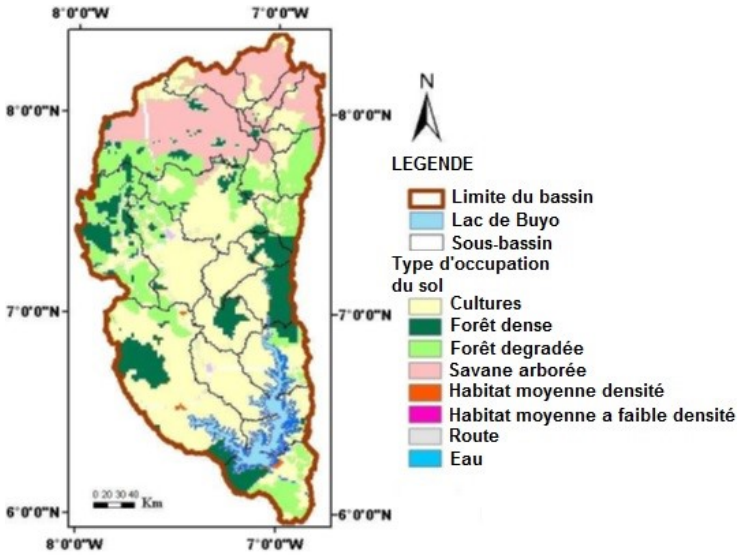 8°0'0"W 7°0'0"W
8°0'0"N 8°0'0"N
7°0'0"N 7°0'0"N
6°0'0"N 6°0'0"N
8°0'0"W 7°0'0"W
0 20 30 40 Km
N
LEGENDE
Limite du bassin
Lac de Buyo
Sous-bassin
Type d'occupation
du sol
Cultures
Forêt dense
Forêt degradée
Savane arborée
Habitat moyenne densité
Habitat moyenne a faible densité
Route
Eau